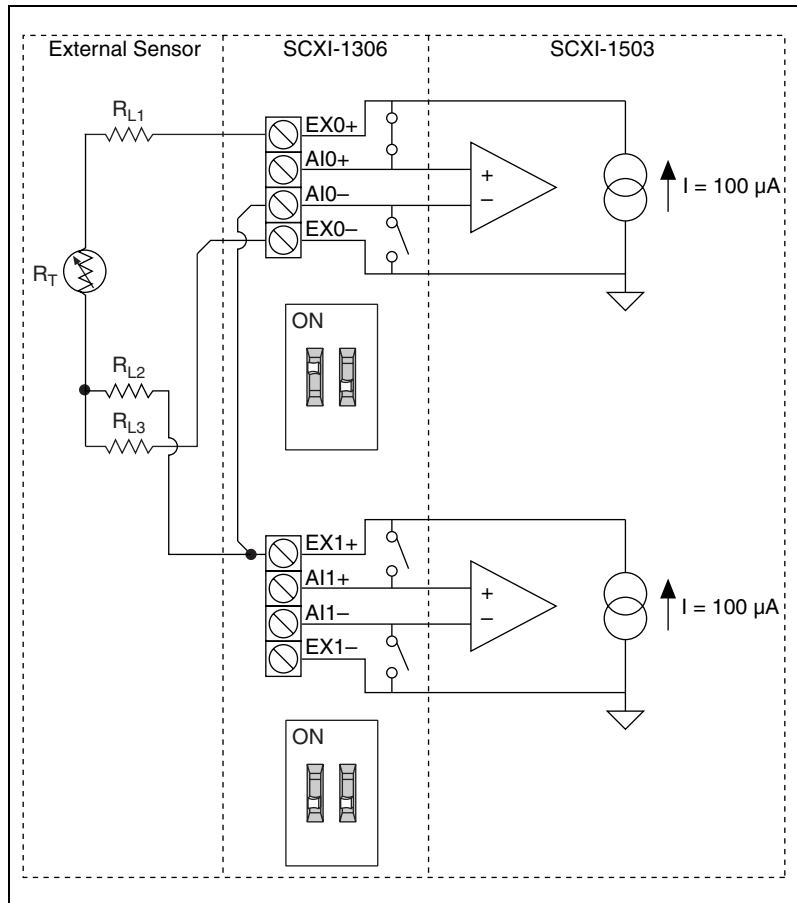 External Sensor SCXI-1306 SCXI-1503
RL1
EX0+
AI0+
AI0–
EX0–
+
–
I = 100 µA
RT
ON
RL2
RL3
EX1+
AI1+
AI1–
EX1–
+
–
I = 100 µA
ON